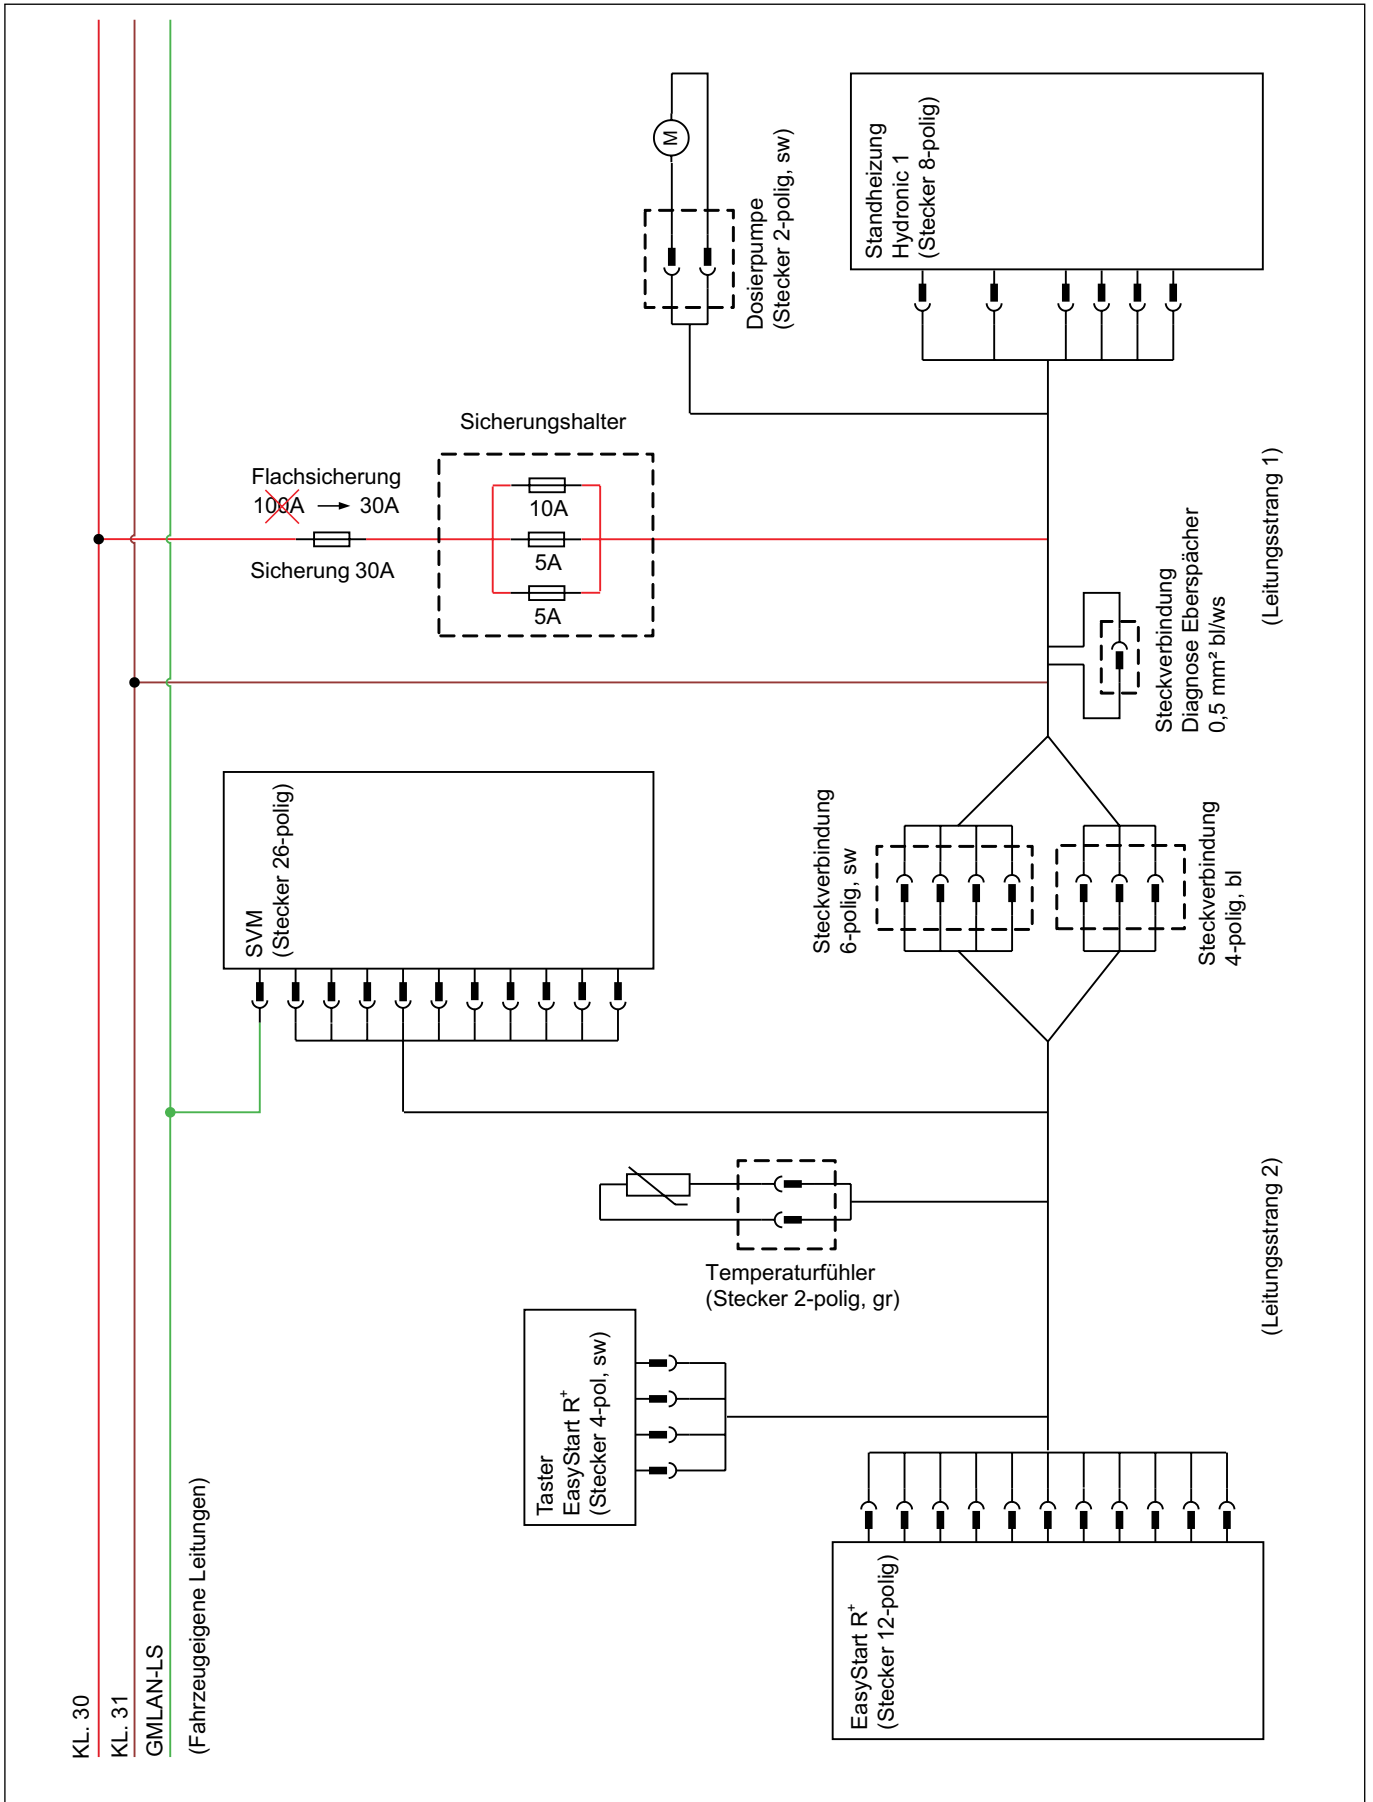 Dosierpumpe
(Stecker 2-polig, sw)
M
Standheizung
Hydronic 1
(Stecker 8-polig)
Sicherungshalter
Flachsicherung
100A
30A
Sicherung 30A
10A
5A
5A
(Leitungsstrang 1)
Steckverbindung
Diagnose Eberspächer
0,5 mm² bl/ws
SVM
(Stecker 26-polig)
Steckverbindung
6-polig, sw
Steckverbindung
4-polig, bl
Temperaturfühler
(Stecker 2-polig, gr)
(Leitungsstrang 2)
Taster
EasyStart R⁺
(Stecker 4-pol, sw)
EasyStart R⁺
(Stecker 12-polig)
KL. 30
KL. 31
GMLAN-LS
(Fahrzeugeigene Leitungen)